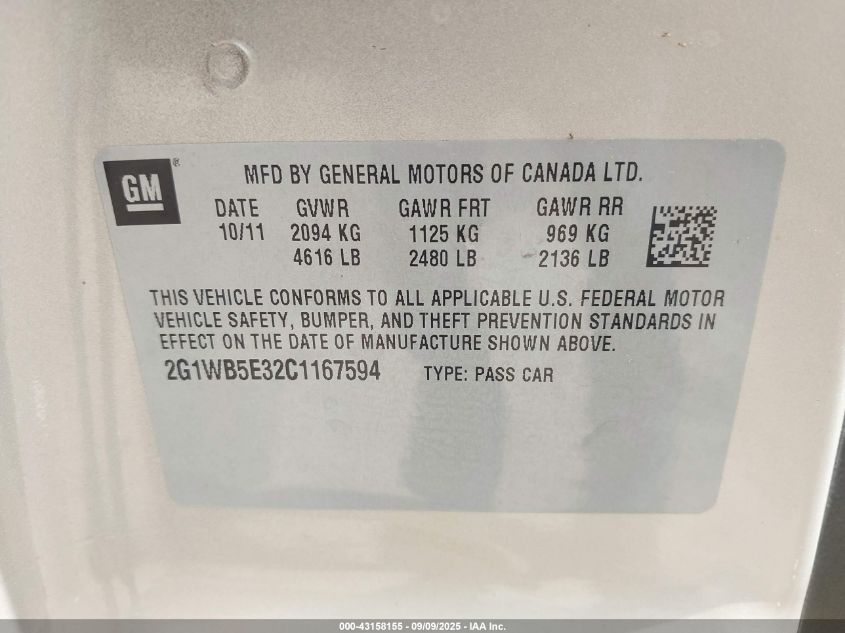 GM®
MFD BY GENERAL MOTORS OF CANADA LTD.
DATE GVWR GAWR FRT GAWR RR
10/11 2094 KG 1125 KG 969 KG
4616 LB 2480 LB 2136 LB
THIS VEHICLE CONFORMS TO ALL APPLICABLE U.S. FEDERAL MOTOR
VEHICLE SAFETY, BUMPER, AND THEFT PREVENTION STANDARDS IN
EFFECT ON THE DATE OF MANUFACTURE SHOWN ABOVE.
2G1WB5E32C1167594 TYPE: PASS CAR
000-43158155 - 09/09/2025 - IAA Inc.